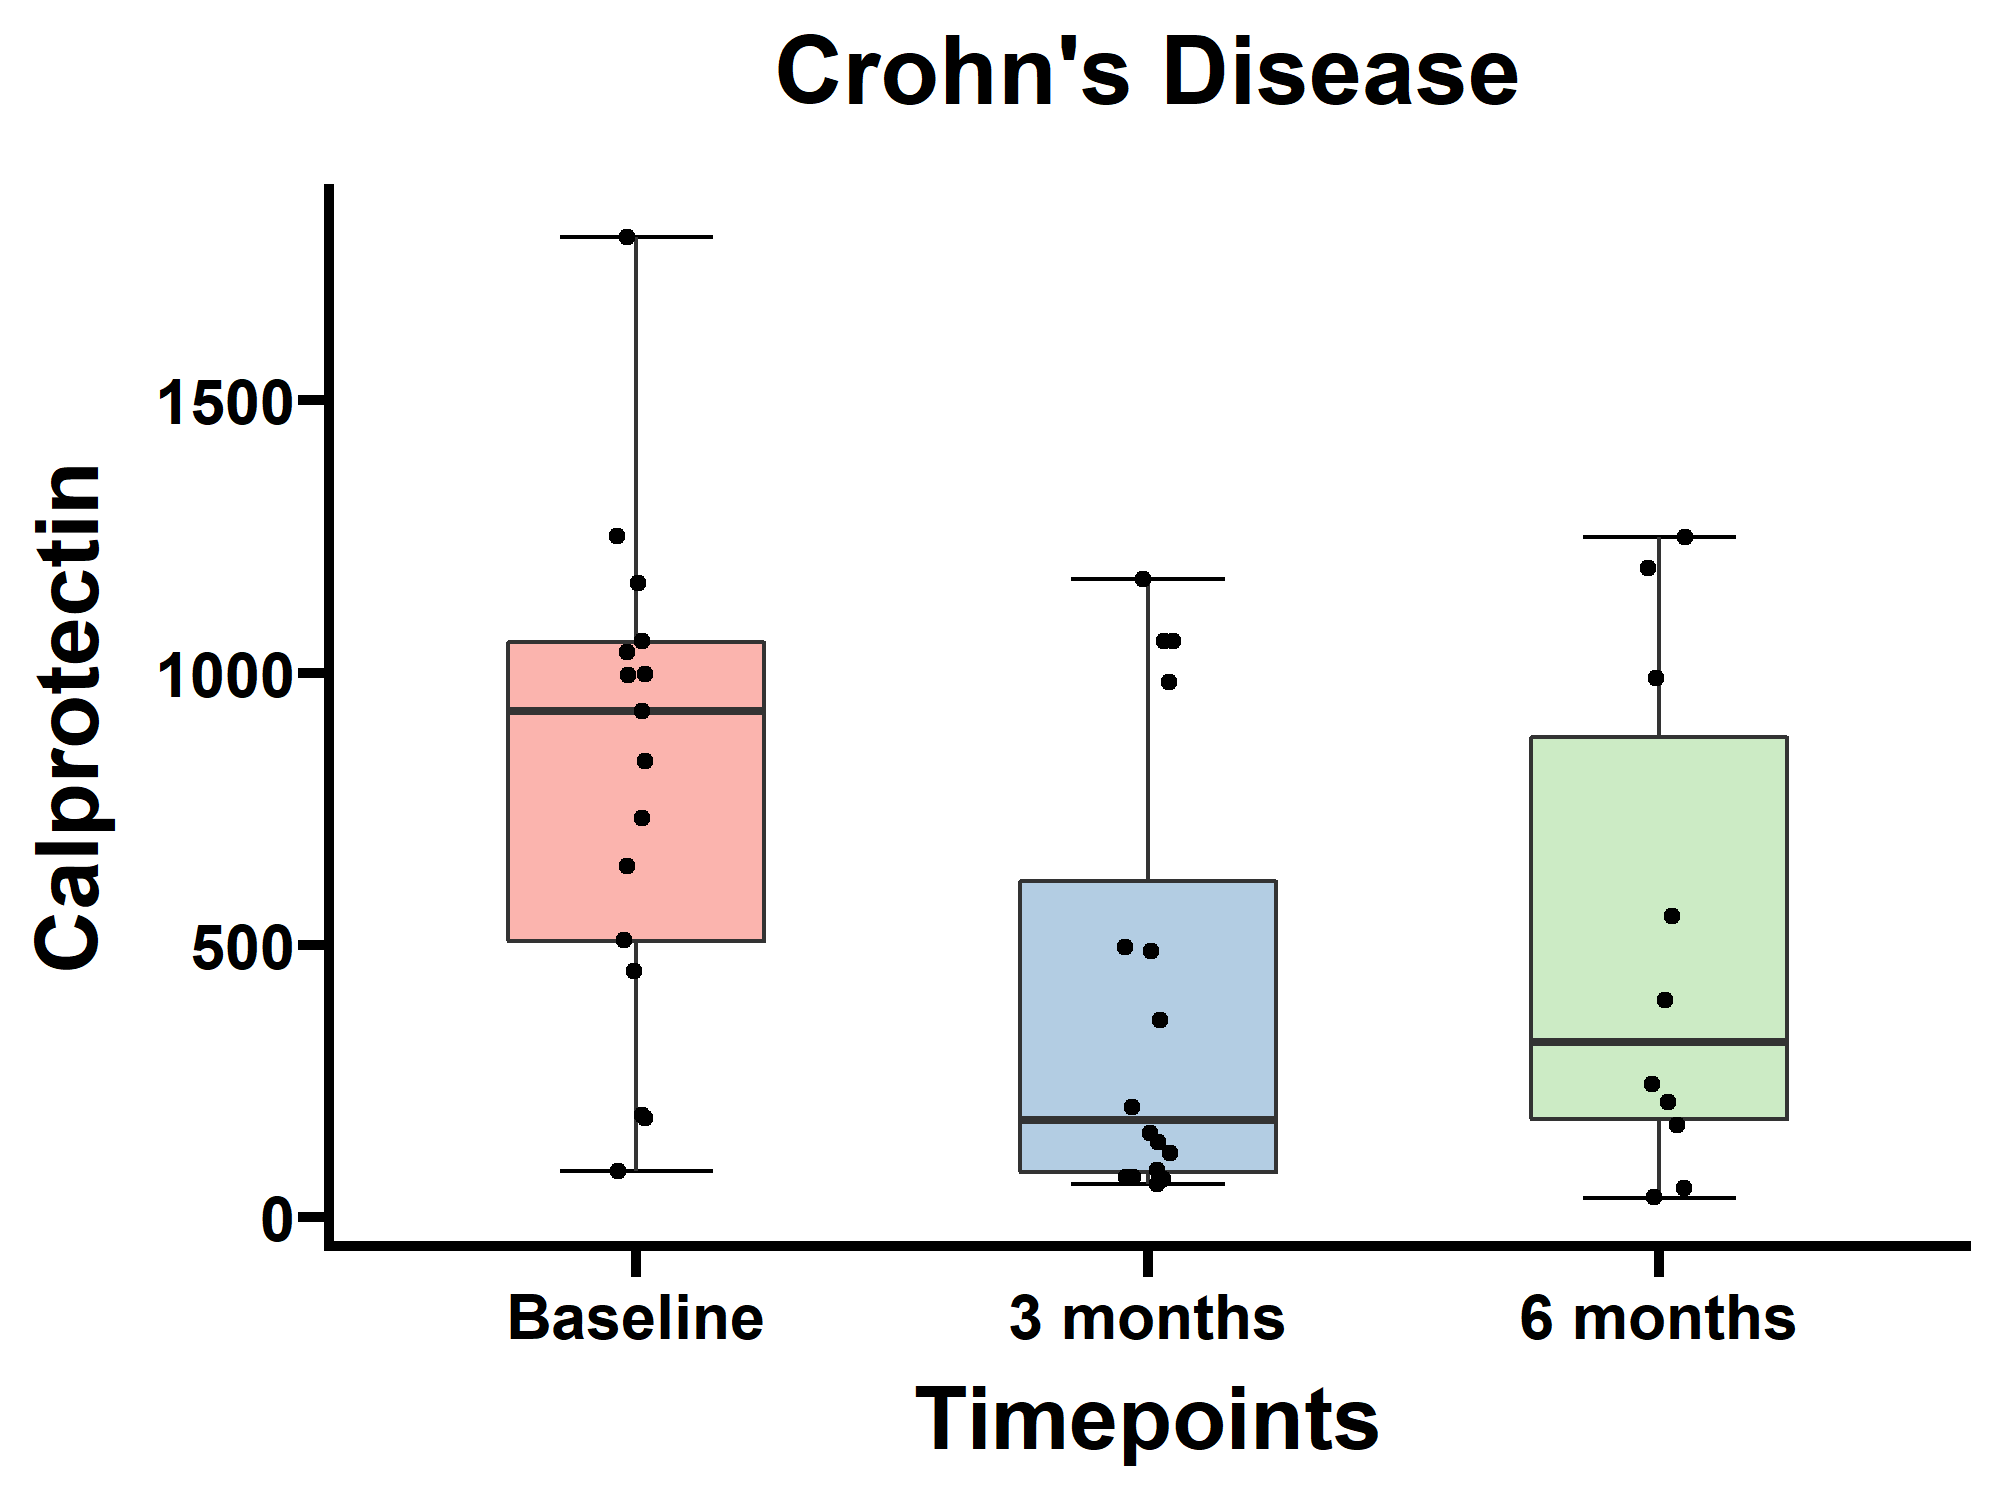 Crohn's Disease
Calprotectin
1500
1000
500
0
Baseline
3 months
6 months
Timepoints